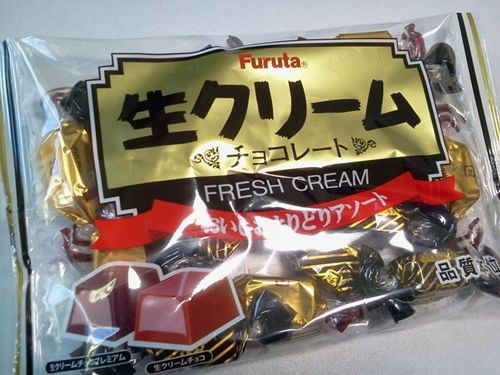 Furuta®
生クリーム
チョコレート
FRESH CREAM
おいしさよりどりアソート
品質本位
生クリームチョコプレミアム
生クリームチョコ